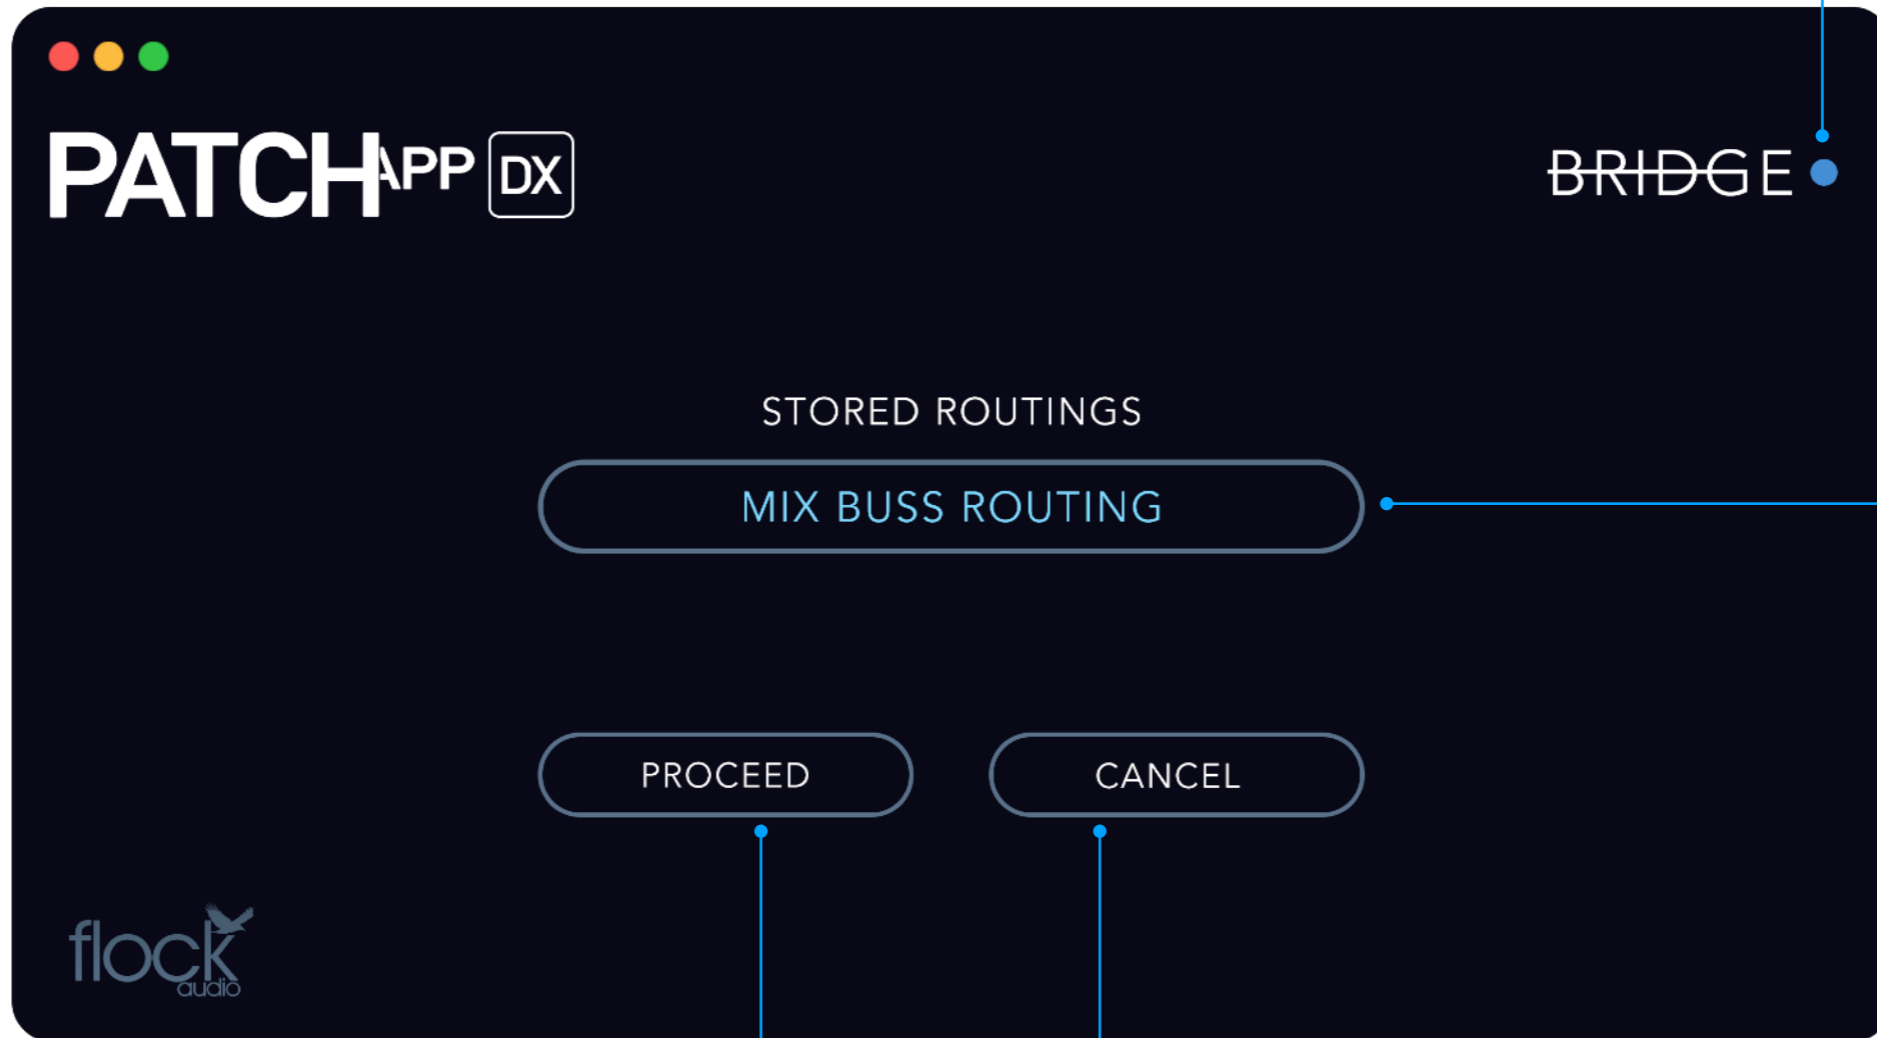 PATCHAPP DX
BRIDGE
STORED ROUTINGS
MIX BUSS ROUTING
PROCEED
CANCEL
flock
audio